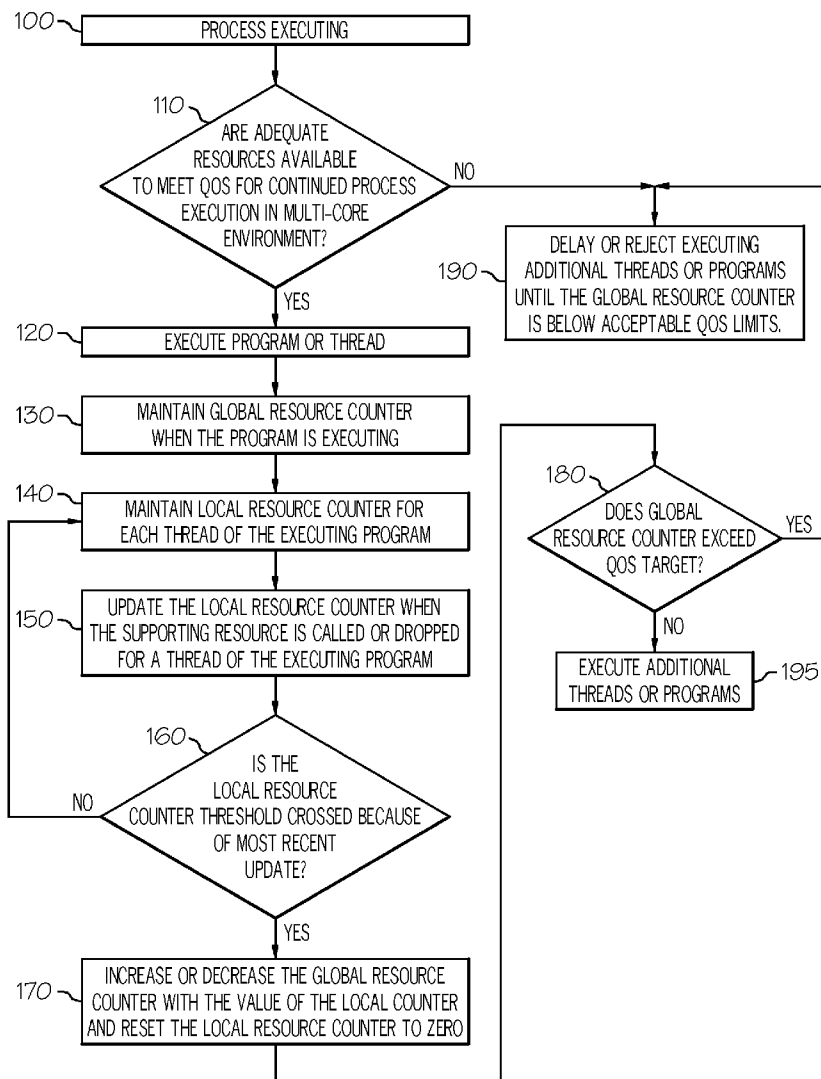 100
PROCESS EXECUTING
110
ARE ADEQUATE
RESOURCES AVAILABLE
TO MEET QOS FOR CONTINUED PROCESS
EXECUTION IN MULTI-CORE
ENVIRONMENT?
NO
YES
190
DELAY OR REJECT EXECUTING
ADDITIONAL THREADS OR PROGRAMS
UNTIL THE GLOBAL RESOURCE COUNTER
IS BELOW ACCEPTABLE QOS LIMITS.
120
EXECUTE PROGRAM OR THREAD
130
MAINTAIN GLOBAL RESOURCE COUNTER
WHEN THE PROGRAM IS EXECUTING
140
MAINTAIN LOCAL RESOURCE COUNTER FOR
EACH THREAD OF THE EXECUTING PROGRAM
150
UPDATE THE LOCAL RESOURCE COUNTER WHEN
THE SUPPORTING RESOURCE IS CALLED OR DROPPED
FOR A THREAD OF THE EXECUTING PROGRAM
160
IS THE
LOCAL RESOURCE
COUNTER THRESHOLD CROSSED BECAUSE
OF MOST RECENT
UPDATE?
NO
YES
170
INCREASE OR DECREASE THE GLOBAL RESOURCE
COUNTER WITH THE VALUE OF THE LOCAL COUNTER
AND RESET THE LOCAL RESOURCE COUNTER TO ZERO
180
DOES GLOBAL
RESOURCE COUNTER EXCEED
QOS TARGET?
YES
NO
EXECUTE ADDITIONAL
THREADS OR PROGRAMS
195